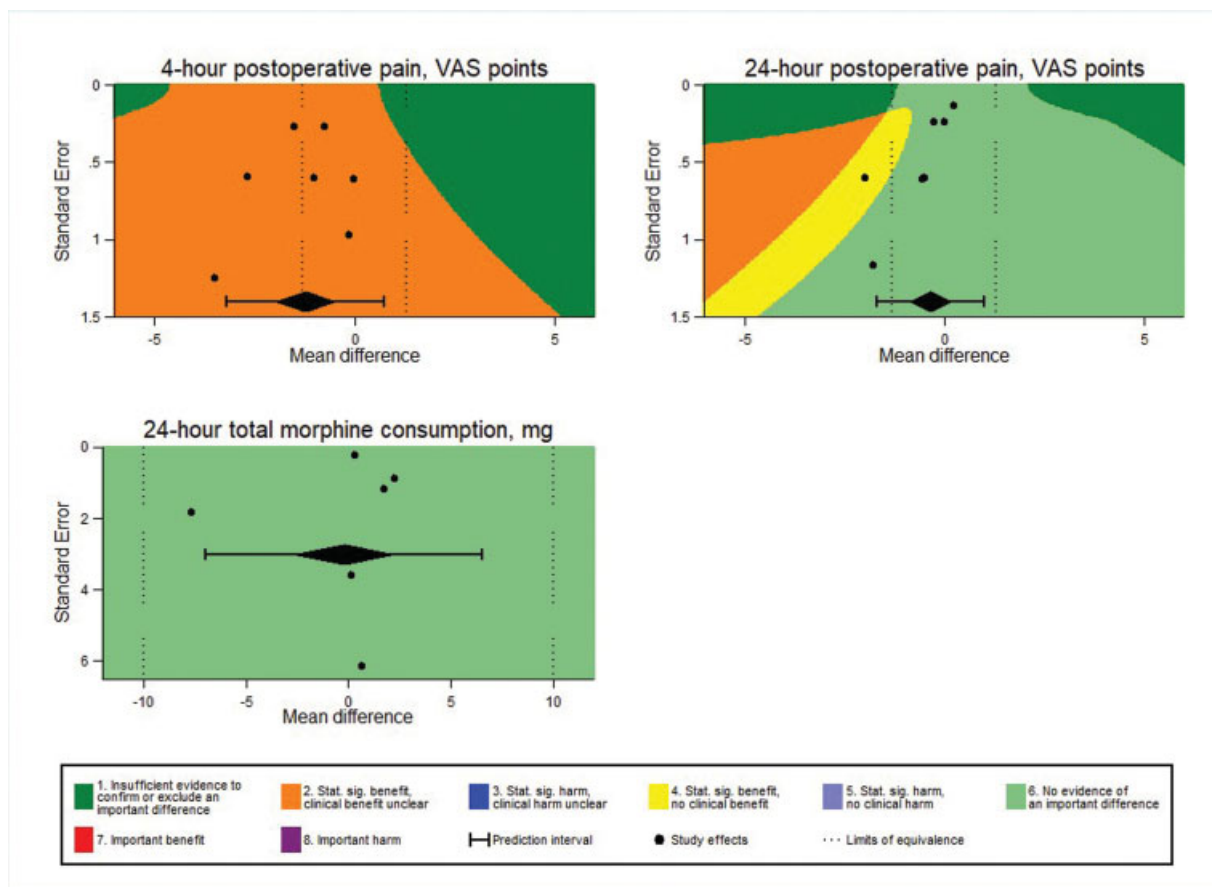 4-hour postoperative pain, VAS points
0
.5
1
1.5
Standard Error
-5
0
5
Mean difference
24-hour postoperative pain, VAS points
0
.5
1
1.5
Standard Error
-5
0
5
Mean difference
24-hour total morphine consumption, mg
0
2
4
6
Standard Error
-10
-5
0
5
10
Mean difference
1. Insufficient evidence to
confirm or exclude an
important difference
2. Stat. sig. benefit,
clinical benefit unclear
3. Stat. sig. harm,
clinical harm unclear
4. Stat. sig. benefit,
no clinical benefit
5. Stat. sig. harm,
no clinical harm
6. No evidence of
an important difference
7. Important benefit
8. Important harm
Prediction interval
Study effects
Limits of equivalence